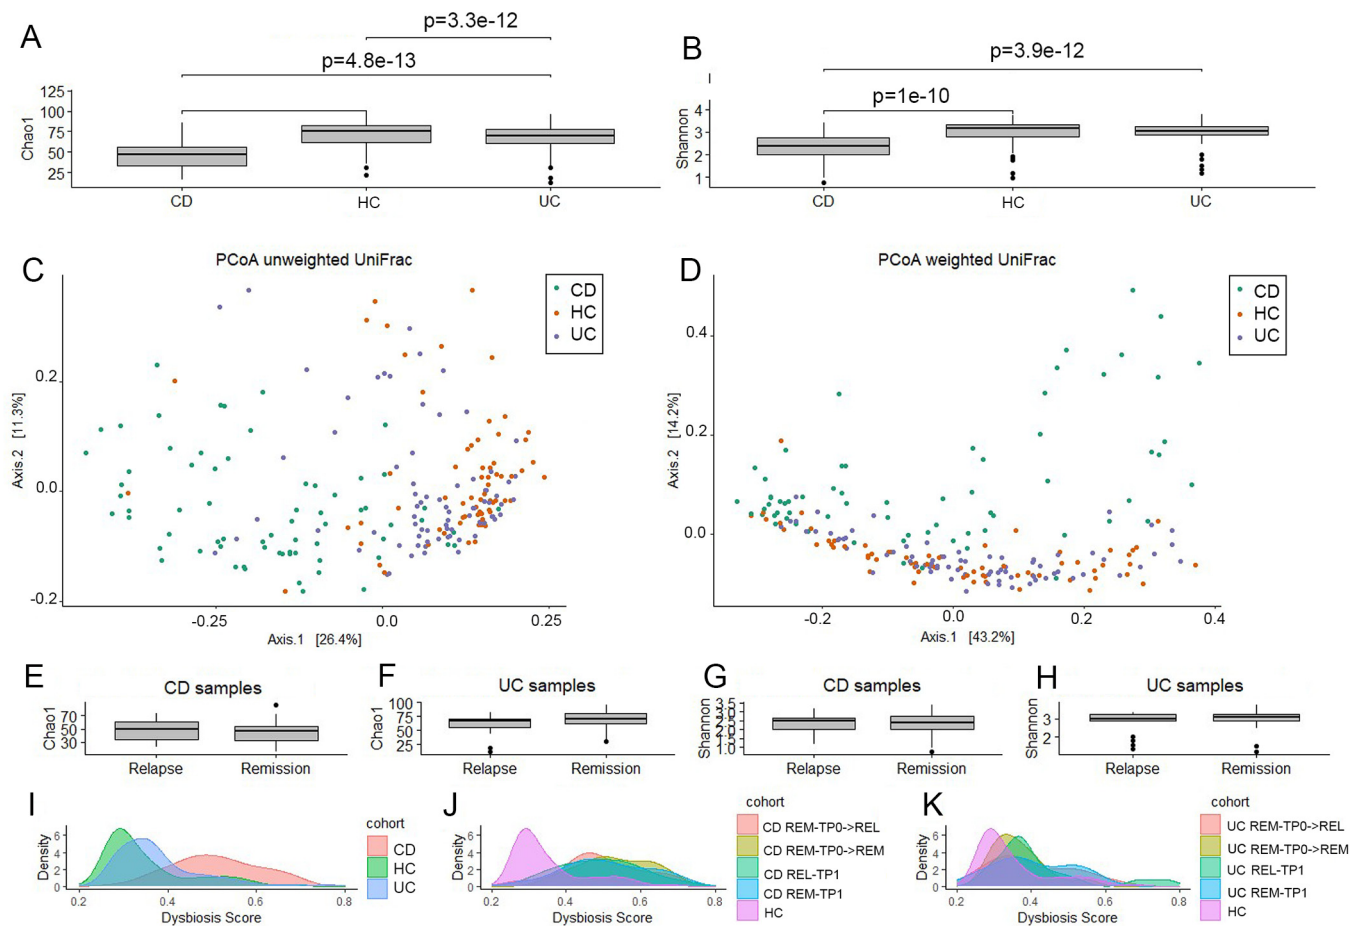 A
p=3.3e-12
p=4.8e-13
Chao1
125
100
75
50
25
CD
HC
UC
B
p=3.9e-12
p=1e-10
Shannon
4
3
2
1
CD
HC
UC
C
PCoA unweighted UniFrac
CD
HC
UC
Axis.2 [11.3%]
0.2
0.0
-0.2
-0.25
0.0
0.25
Axis.1 [26.4%]
D
PCoA weighted UniFrac
CD
HC
UC
Axis.2 [14.2%]
0.4
0.2
0.0
-0.2
0.0
0.2
0.4
Axis.1 [43.2%]
E
CD samples
Chao1
70
50
30
Relapse
Remission
F
UC samples
Chao1
100
75
50
25
Relapse
Remission
G
CD samples
Shannon
3.5
3.0
2.5
2.0
1.5
1.0
Relapse
Remission
H
UC samples
Shannon
3
2
Relapse
Remission
I
Density
6
4
2
0
0.2
0.4
0.6
0.8
Dysbiosis Score
cohort
CD
HC
UC
J
Density
6
4
2
0
0.2
0.4
0.6
0.8
Dysbiosis Score
cohort
CD REM-TP0->REL
CD REM-TP0->REM
CD REL-TP1
CD REM-TP1
HC
K
Density
6
4
2
0
0.2
0.4
0.6
0.8
Dysbiosis Score
cohort
UC REM-TP0->REL
UC REM-TP0->REM
UC REL-TP1
UC REM-TP1
HC